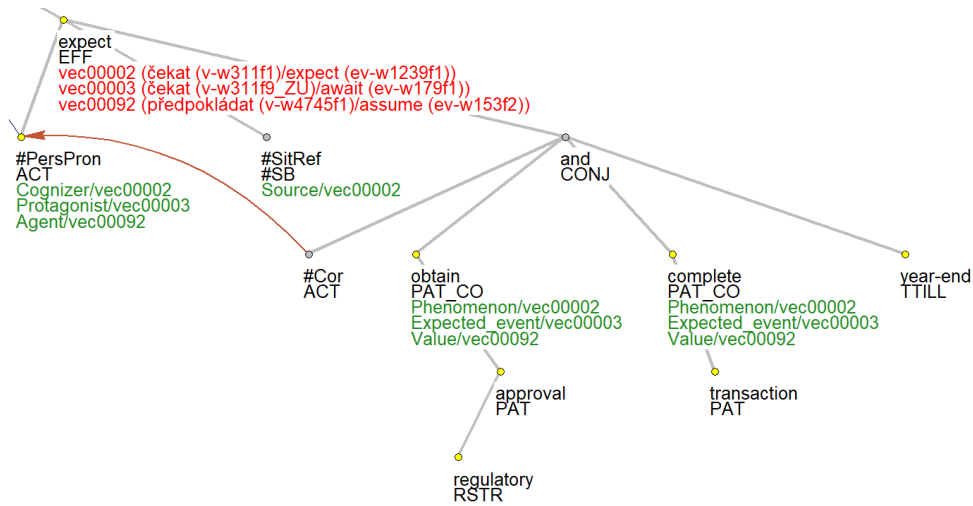 expect
EFF
vec00002 (čekat (v-w311f1)/expect (ev-w1239f1))
vec00003 (čekat (v-w311f9_ZU)/await (ev-w179f1))
vec00092 (předpokládat (v-w4745f1)/assume (ev-w153f2))
#PersPron
ACT
Cognizer/vec00002
Protagonist/vec00003
Agent/vec00092
#SitRef
#SB
Source/vec00002
and
CONJ
#Cor
ACT
obtain
PAT_CO
Phenomenon/vec00002
Expected_event/vec00003
Value/vec00092
complete
PAT_CO
Phenomenon/vec00002
Expected_event/vec00003
Value/vec00092
year-end
TTILL
approval
PAT
transaction
PAT
regulatory
RSTR